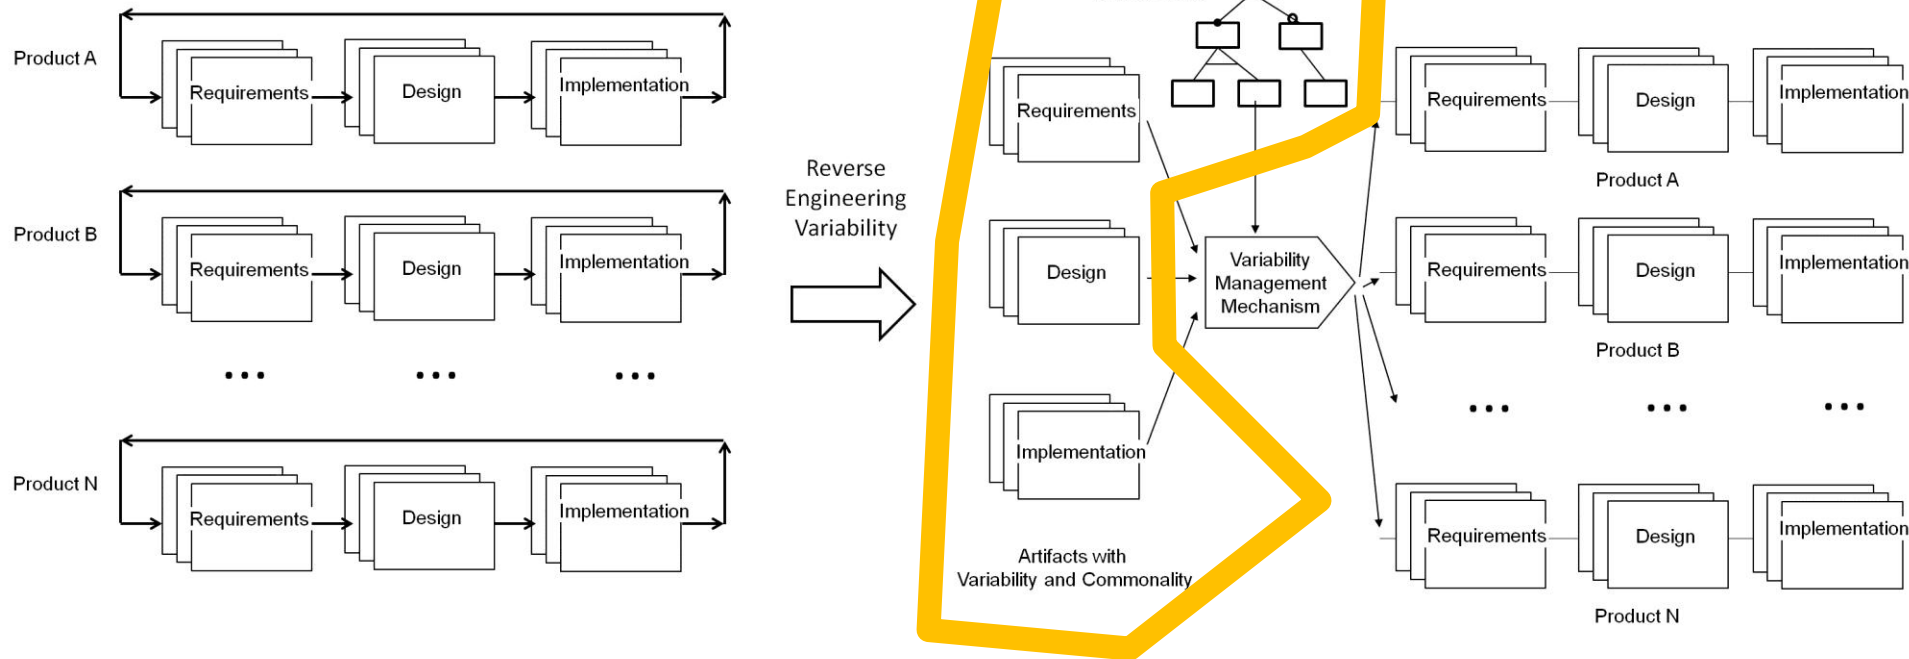 Product A
Requirements
Design
Implementation
Product B
Requirements
Design
Implementation
...
...
...
Product N
Requirements
Design
Implementation
Reverse
Engineering
Variability
Requirements
Design
Implementation
Artifacts with
Variability and Commonality
Variability
Management
Mechanism
Requirements
Design
Implementation
Product A
Requirements
Design
Implementation
Product B
...
...
...
Requirements
Design
Implementation
Product N